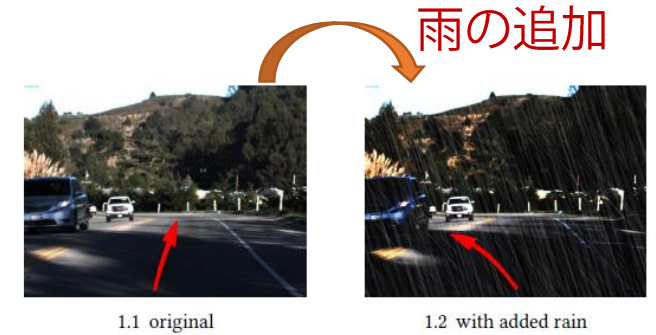 雨の追加
1.1 original
1.2 with added rain